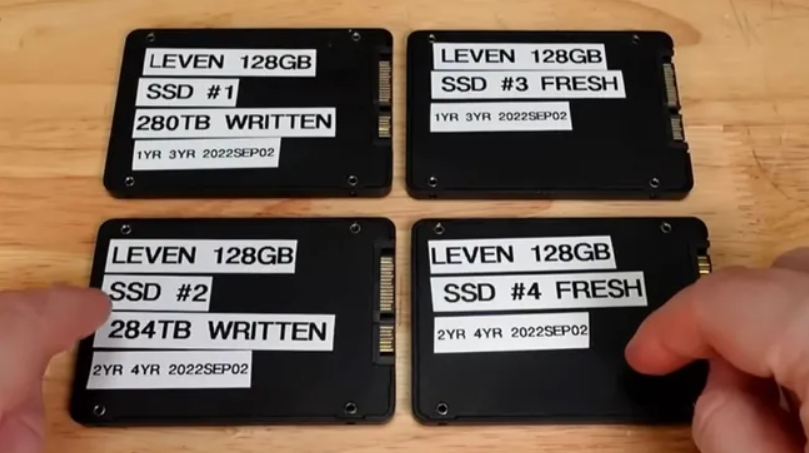 LEVEN 128GB
SSD #1
280TB WRITTEN
1YR 3YR 2022SEP02
LEVEN 128GB
SSD #3 FRESH
1YR 3YR 2022SEP02
LEVEN 128GB
SSD #2
284TB WRITTEN
2YR 4YR 2022SEP02
LEVEN 128GB
SSD #4 FRESH
2YR 4YR 2022SEP02